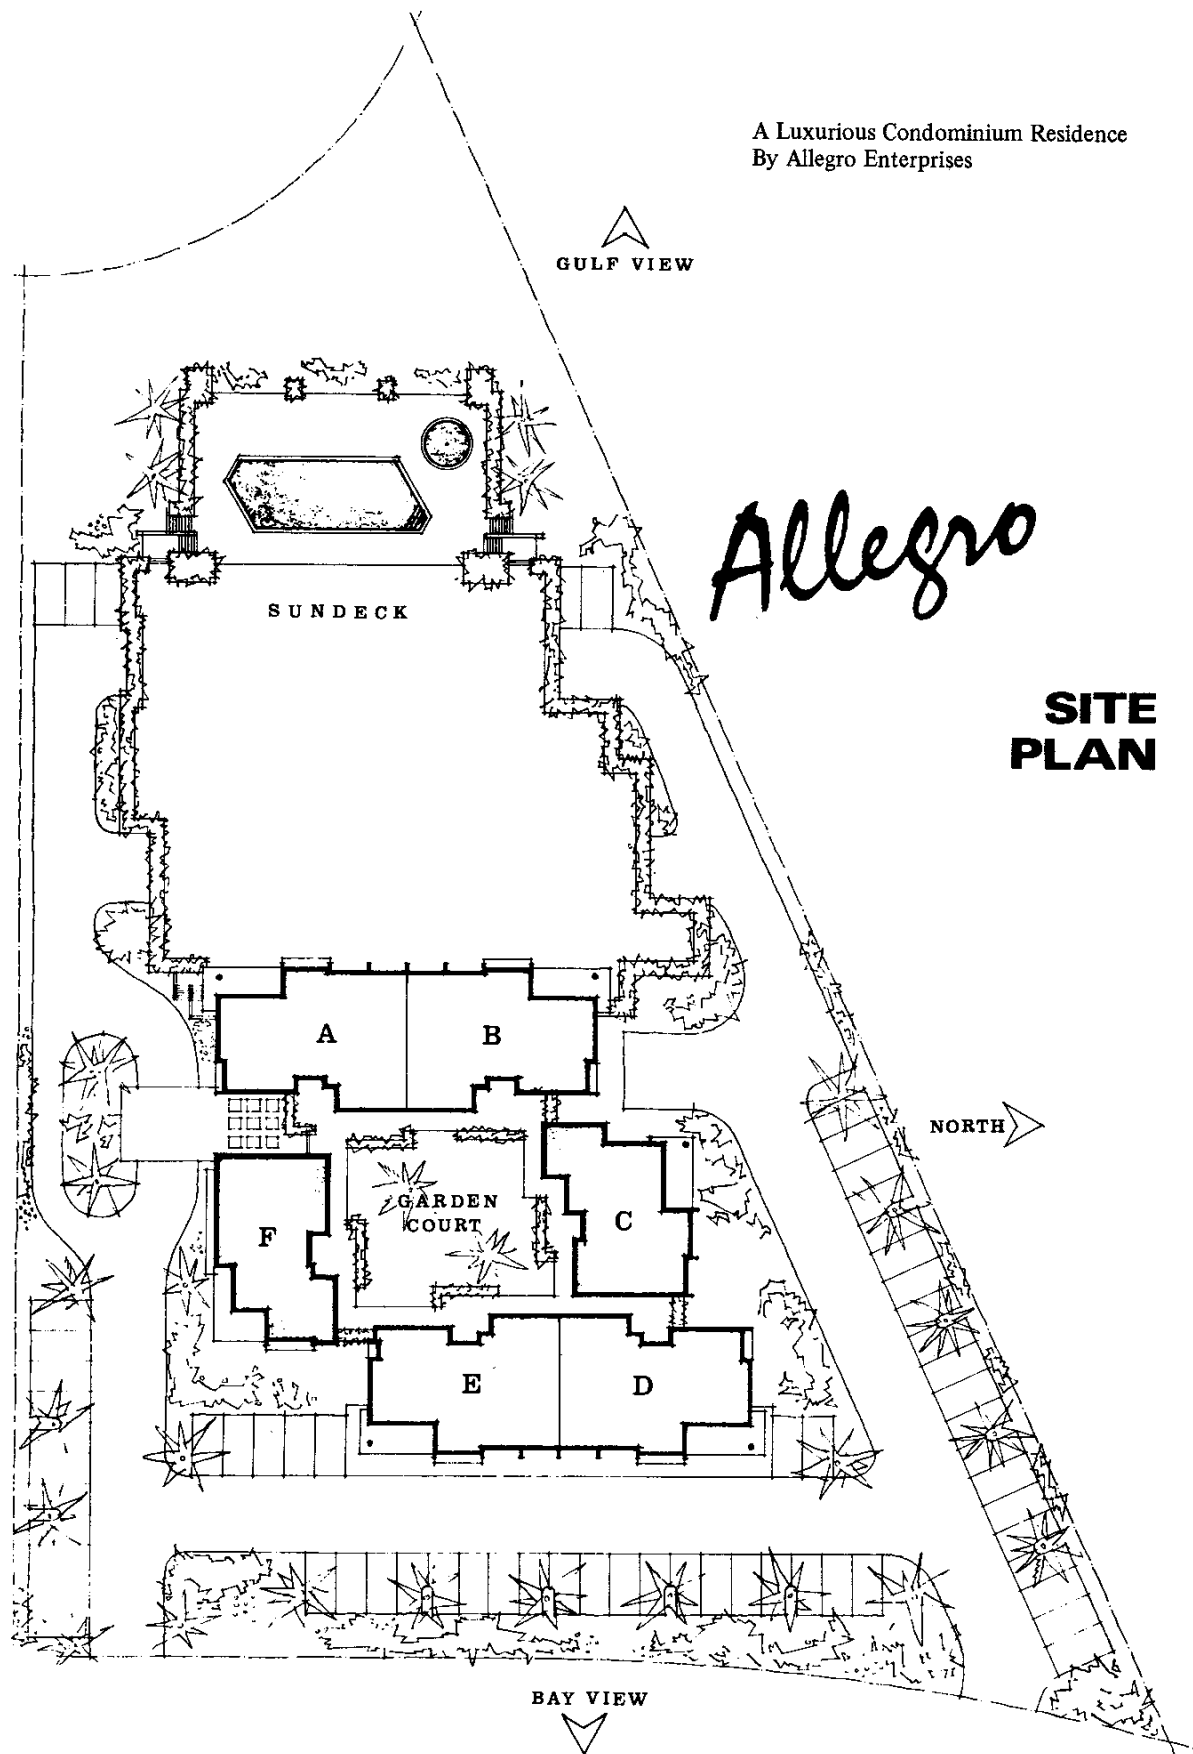 A Luxurious Condominium Residence
By Allegro Enterprises
GULF VIEW
Allegro
SUNDECK
SITE
PLAN
A
B
NORTH
GARDEN
COURT
C
F
E
D
BAY VIEW